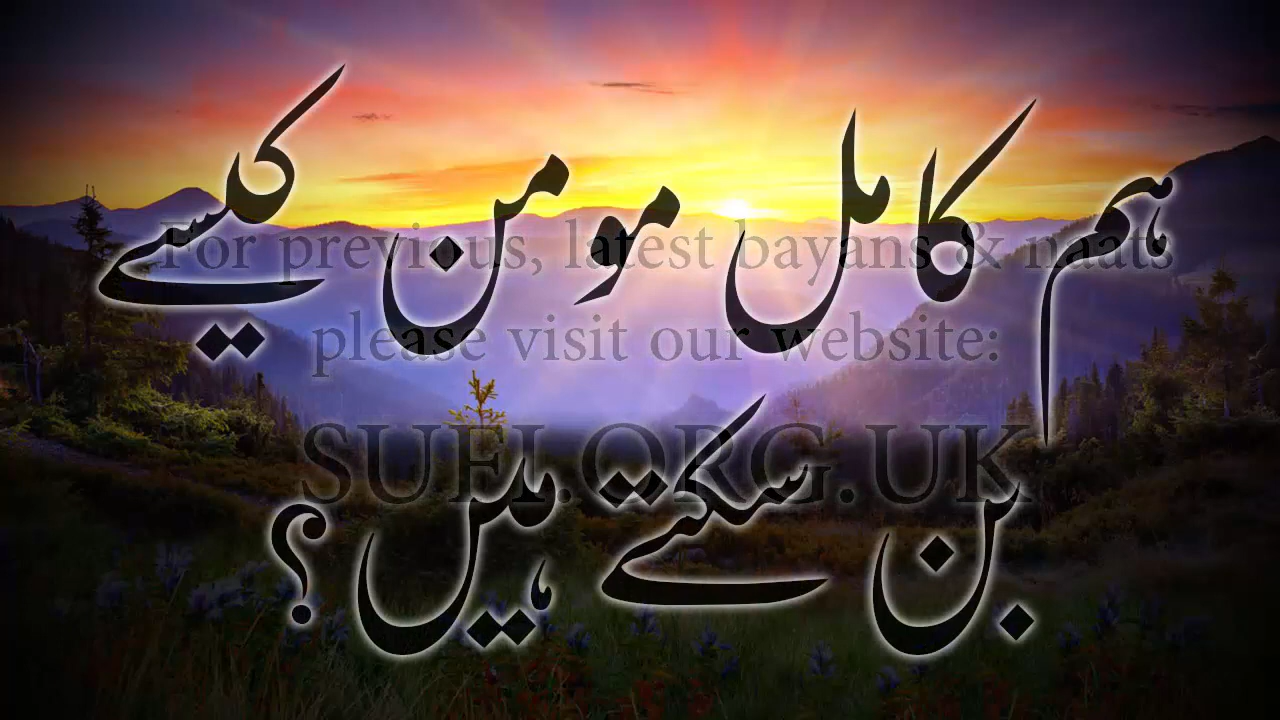 ہم کامل مومن کیسے
For previous, latest bayans & naats
please visit our website:
SUFI.ORG.UK
بن سکتے ہیں؟